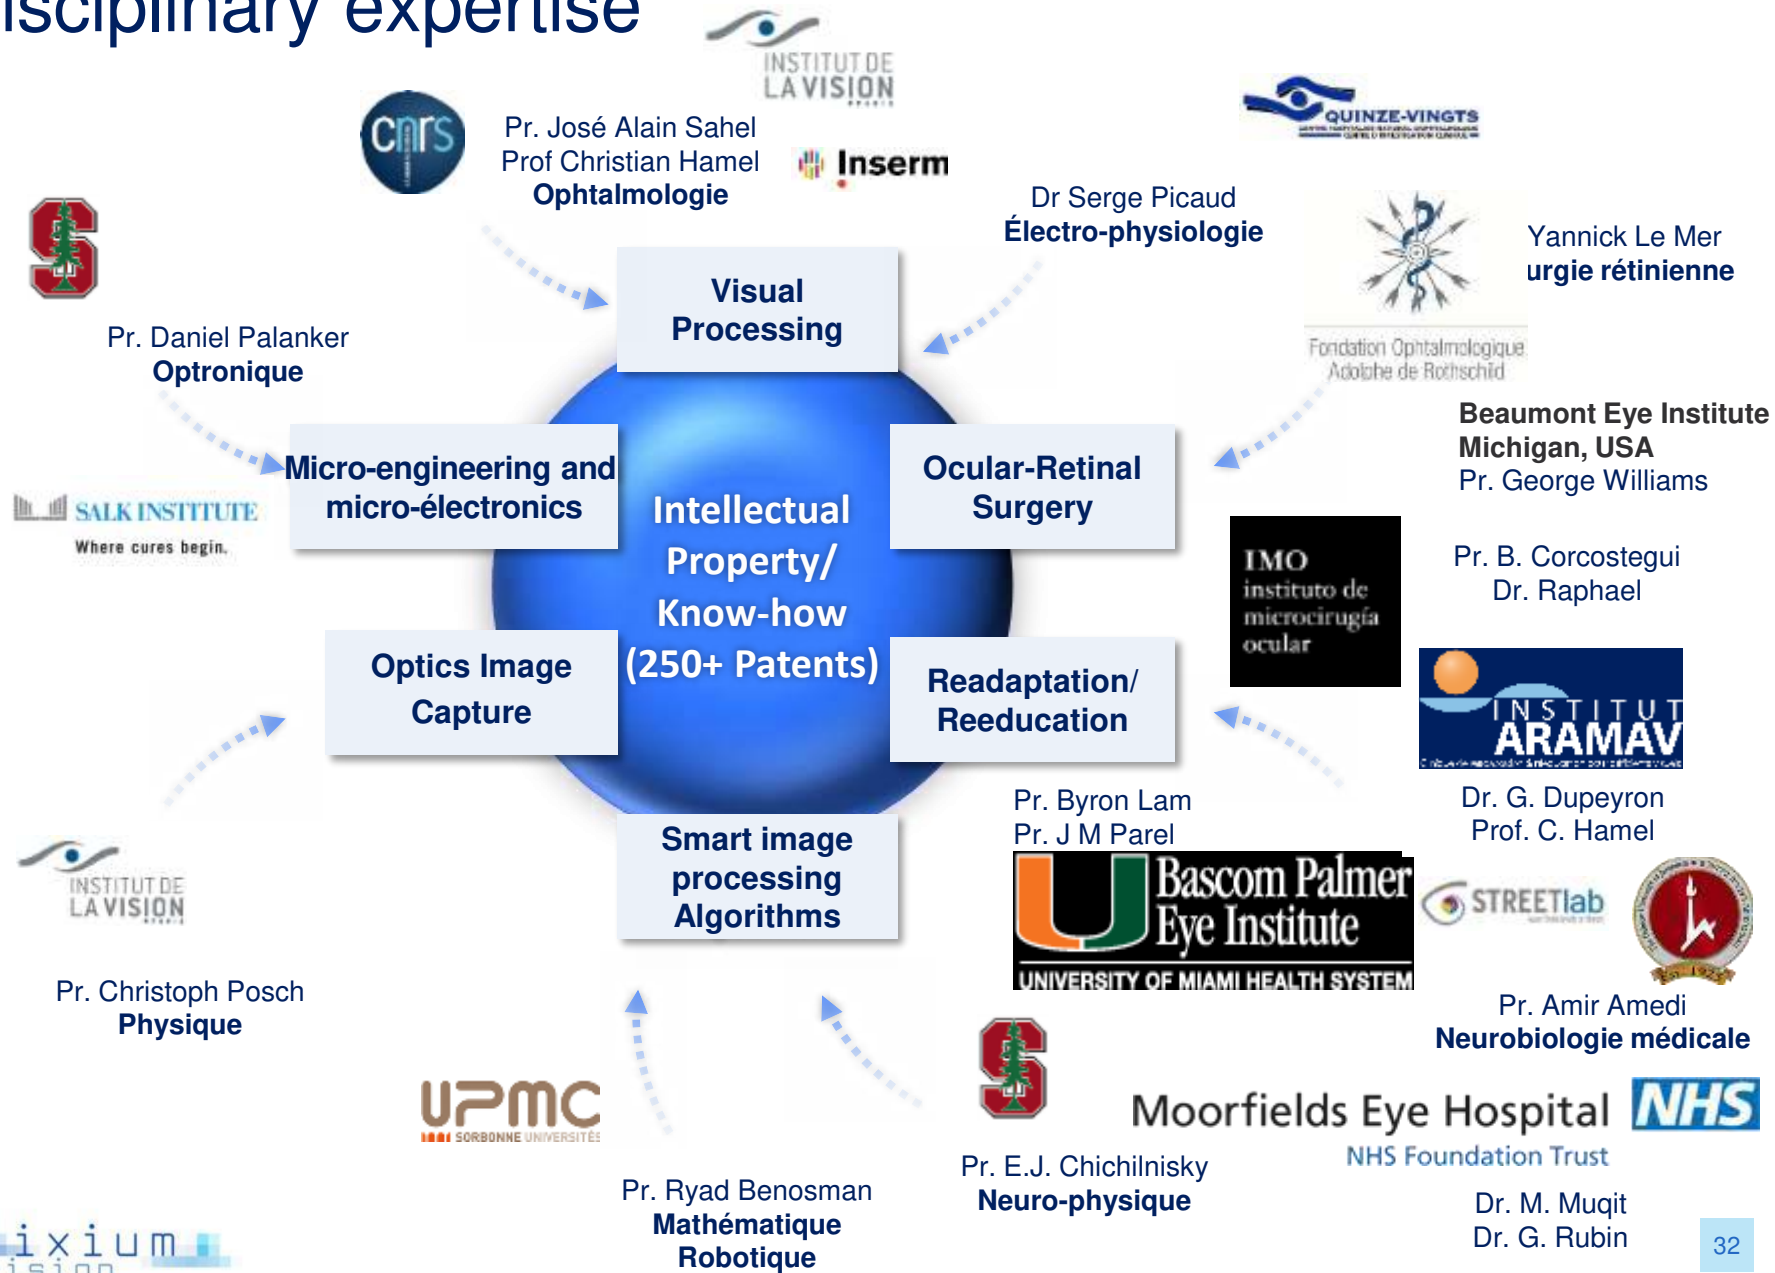 isciplinary expertise
INSTITUT DE
LA VISION
PARIS
cnrs
Pr. José Alain Sahel
Prof Christian Hamel
Ophtalmologie
Inserm
QUINZE-VINGTS
Dr Serge Picaud
Électro-physiologie
Yannick Le Mer
urgie rétinienne
Fondation Ophtalmologique
Adolphe de Rothschild
S
Pr. Daniel Palanker
Optronique
Visual
Processing
Beaumont Eye Institute
Michigan, USA
Pr. George Williams
Micro-engineering and
micro-électronics
Ocular-Retinal
Surgery
SALK INSTITUTE
Where cures begin.
Intellectual
Property/
Know-how
(250+ Patents)
IMO
instituto de
microcirugía
ocular
Pr. B. Corcostegui
Dr. Raphael
Optics Image
Capture
Readaptation/
Reeducation
INSTITUT
ARAMAV
Dr. G. Dupeyron
Prof. C. Hamel
Pr. Byron Lam
Pr. J M Parel
Smart image
processing
Algorithms
Bascom Palmer
Eye Institute
UNIVERSITY OF MIAMI HEALTH SYSTEM
STREETlab
INSTITUT DE
LA VISION
PARIS
Pr. Christoph Posch
Physique
Pr. Amir Amedi
Neurobiologie médicale
UPMC
SORBONNE UNIVERSITÉS
S
Moorfields Eye Hospital NHS
NHS Foundation Trust
Pr. E.J. Chichilnisky
Neuro-physique
Pr. Ryad Benosman
Mathématique
Robotique
Dr. M. Muqit
Dr. G. Rubin
ixium
ision
32